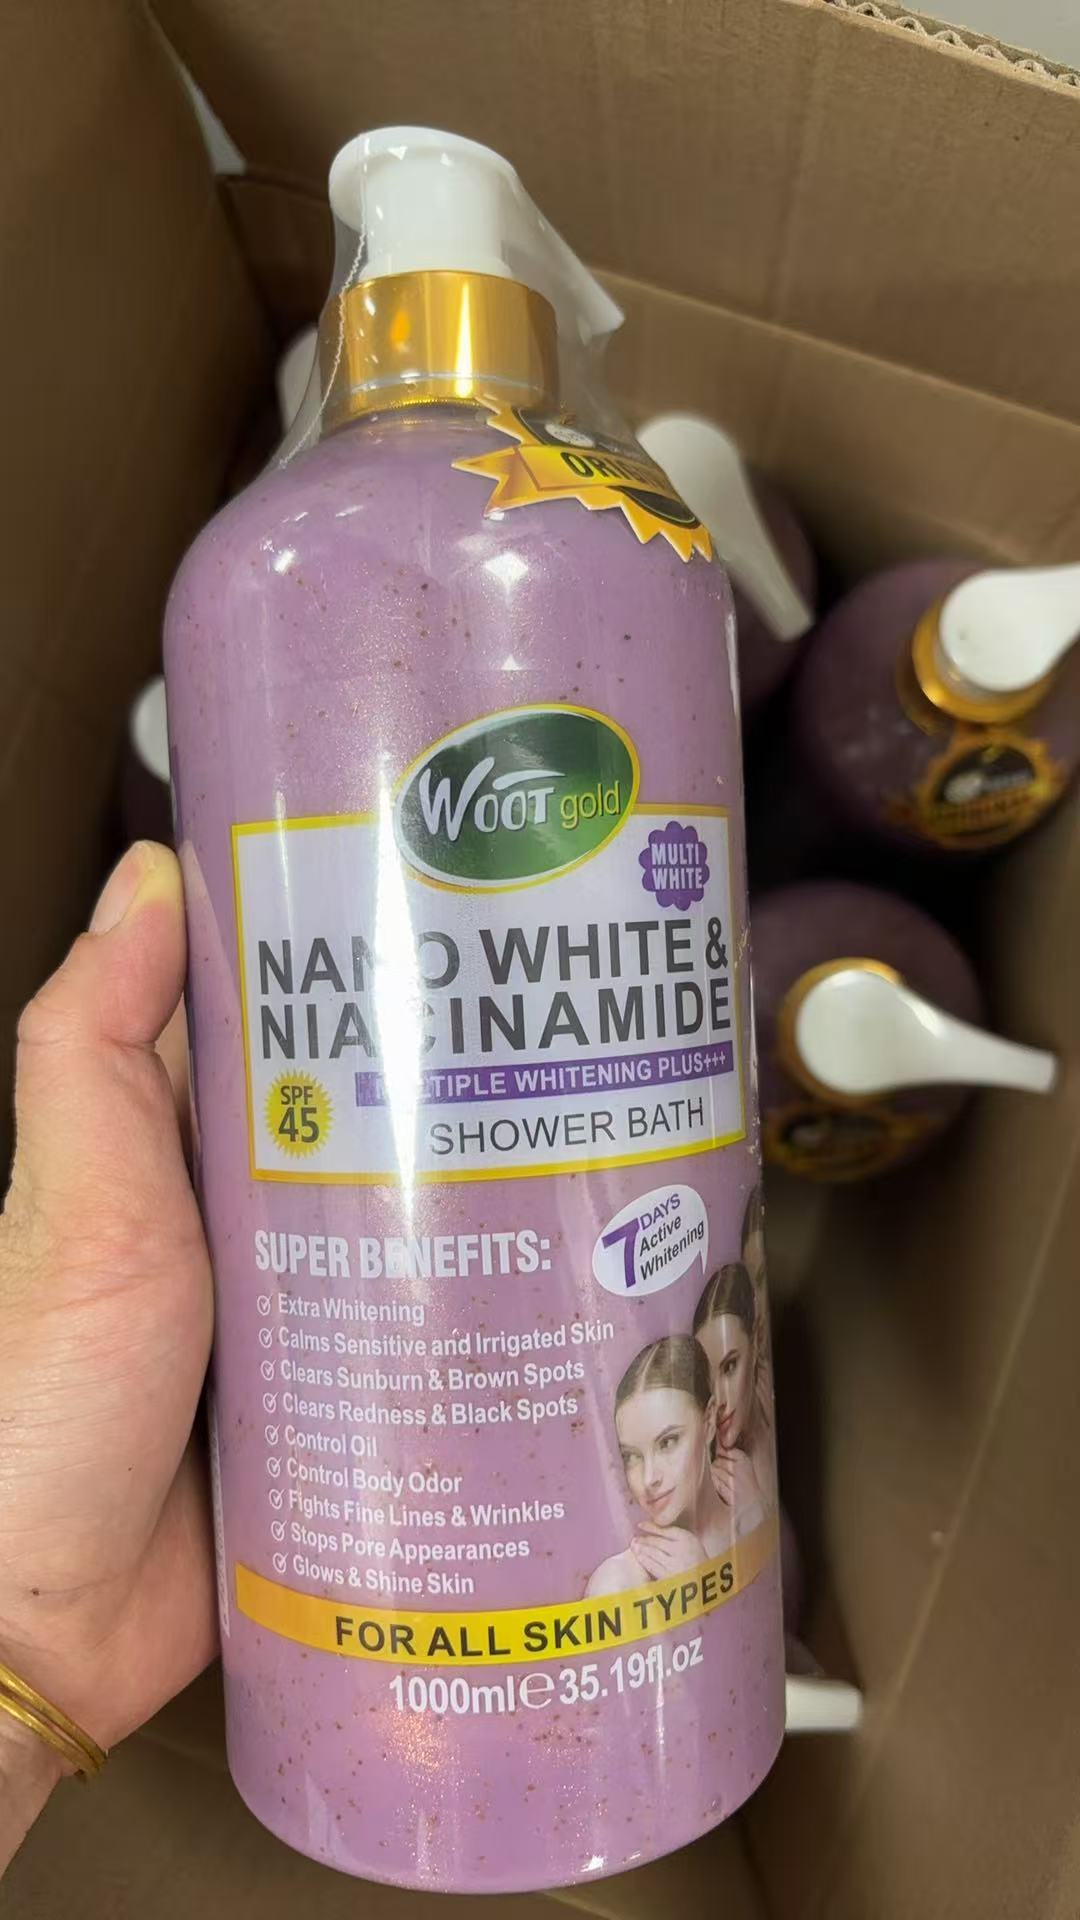 ORIGINAL
WOOT gold
MULTI
WHITE
NANO WHITE &
NIACINAMIDE
MULTIPLE WHITENING PLUS+++
SPF
45
SHOWER BATH
7 DAYS
Active
Whitening
SUPER BENEFITS:
Extra Whitening
Calms Sensitive and Irrigated Skin
Clears Sunburn & Brown Spots
Clears Redness & Black Spots
Control Oil
Control Body Odor
Fights Fine Lines & Wrinkles
Stops Pore Appearances
Glows & Shine Skin
FOR ALL SKIN TYPES
1000ml℮35.19fl.oz
ORIGINAL